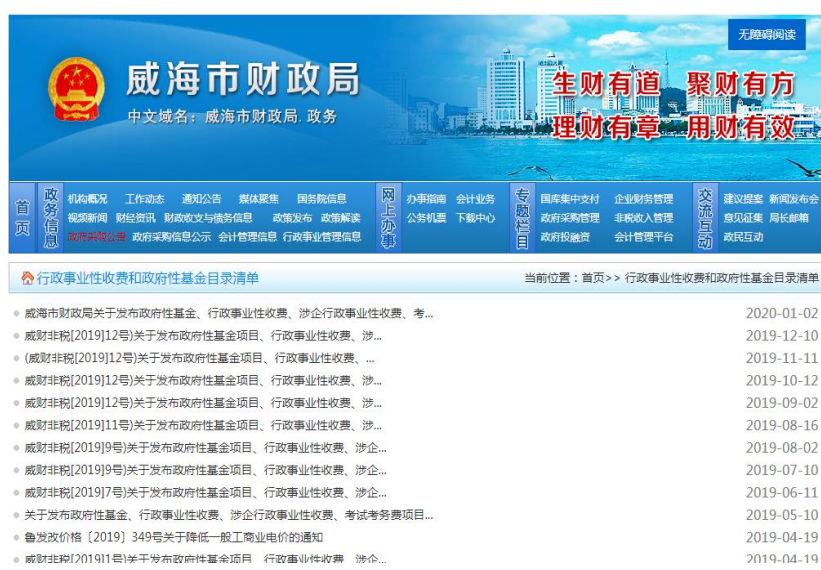 无障碍阅读
威海市财政局
中文域名：威海市财政局.政务
生财有道 聚财有方
理财有章 用财有效
首页
政务信息
机构概况 工作动态 通知公告 媒体聚焦 国务院信息
视频新闻 财经资讯 财政收支与债务信息 政策发布 政策解读
政府采购公告 政府采购信息公示 会计管理信息 行政事业管理信息
网上办事
办事指南 会计业务
公务机票 下载中心
专题栏目
国库集中支付 企业财务管理
政府采购管理 非税收入管理
政府投融资 会计管理平台
交流互动
建议提案 新闻发布会
意见征集 局长邮箱
政民互动
行政事业性收费和政府性基金目录清单 当前位置：首页>> 行政事业性收费和政府性基金目录清单
威海市财政局关于发布政府性基金、行政事业性收费、涉企行政事业性收费、考... 2020-01-02
威财非税[2019]12号)关于发布政府性基金项目、行政事业性收费、涉... 2019-12-10
(威财非税[2019]12号)关于发布政府性基金项目、行政事业性收费、... 2019-11-11
威财非税[2019]12号)关于发布政府性基金项目、行政事业性收费、涉... 2019-10-12
威财非税[2019]12号)关于发布政府性基金项目、行政事业性收费、涉... 2019-09-02
威财非税[2019]11号)关于发布政府性基金项目、行政事业性收费、涉... 2019-08-16
威财非税[2019]9号)关于发布政府性基金项目、行政事业性收费、涉企... 2019-08-02
威财非税[2019]9号)关于发布政府性基金项目、行政事业性收费、涉企... 2019-07-10
威财非税[2019]7号)关于发布政府性基金项目、行政事业性收费、涉企... 2019-06-11
关于发布政府性基金、行政事业性收费、涉企行政事业性收费、考试考务费项目... 2019-05-10
鲁发改价格〔2019〕349号关于降低一般工商业电价的通知 2019-04-19
威财非税[2019]1号)关于发布政府性基金项目、行政事业性收费、涉企... 2019-04-19